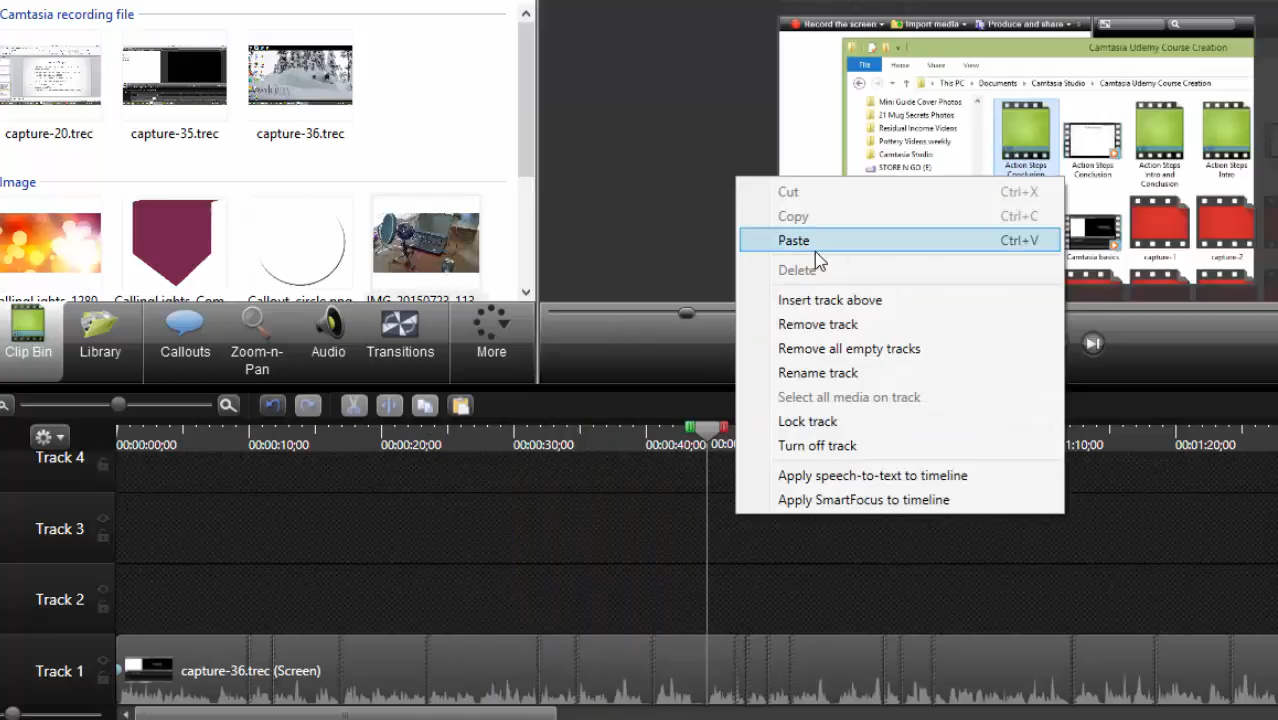 Camtasia recording file
capture-20.trec
capture-35.trec
capture-36.trec
Image
Callout_circle.png
IMG_20150723_113
Clip Bin
Library
Callouts
Zoom-n-
Pan
Audio
Transitions
More
Record the screen
Import media
Produce and share
Camtasia Udemy Course Creation
File
Home
Share
View
This PC
Documents
Camtasia Studio
Camtasia Udemy Course Creation
Mini Guide Cover Photos
21 Mug Secrets Photos
Residual Income Videos
Pottery Videos weekly
Camtasia Studio
STORE N GO (E:)
Action Steps
Conclusion
Action Steps
Conclusion
Action Steps
Intro and
Conclusion
Action Steps
Intro
Camtasia basics
capture-1
capture-2
Cut Ctrl+X
Copy Ctrl+C
Paste Ctrl+V
Delete
Insert track above
Remove track
Remove all empty tracks
Rename track
Select all media on track
Lock track
Turn off track
Apply speech-to-text to timeline
Apply SmartFocus to timeline
00:00:00;00
00:00:10;00
00:00:20;00
00:00:30;00
00:00:40;00
00:0
1:10;00
00:01:20;00
Track 4
Track 3
Track 2
Track 1
capture-36.trec (Screen)